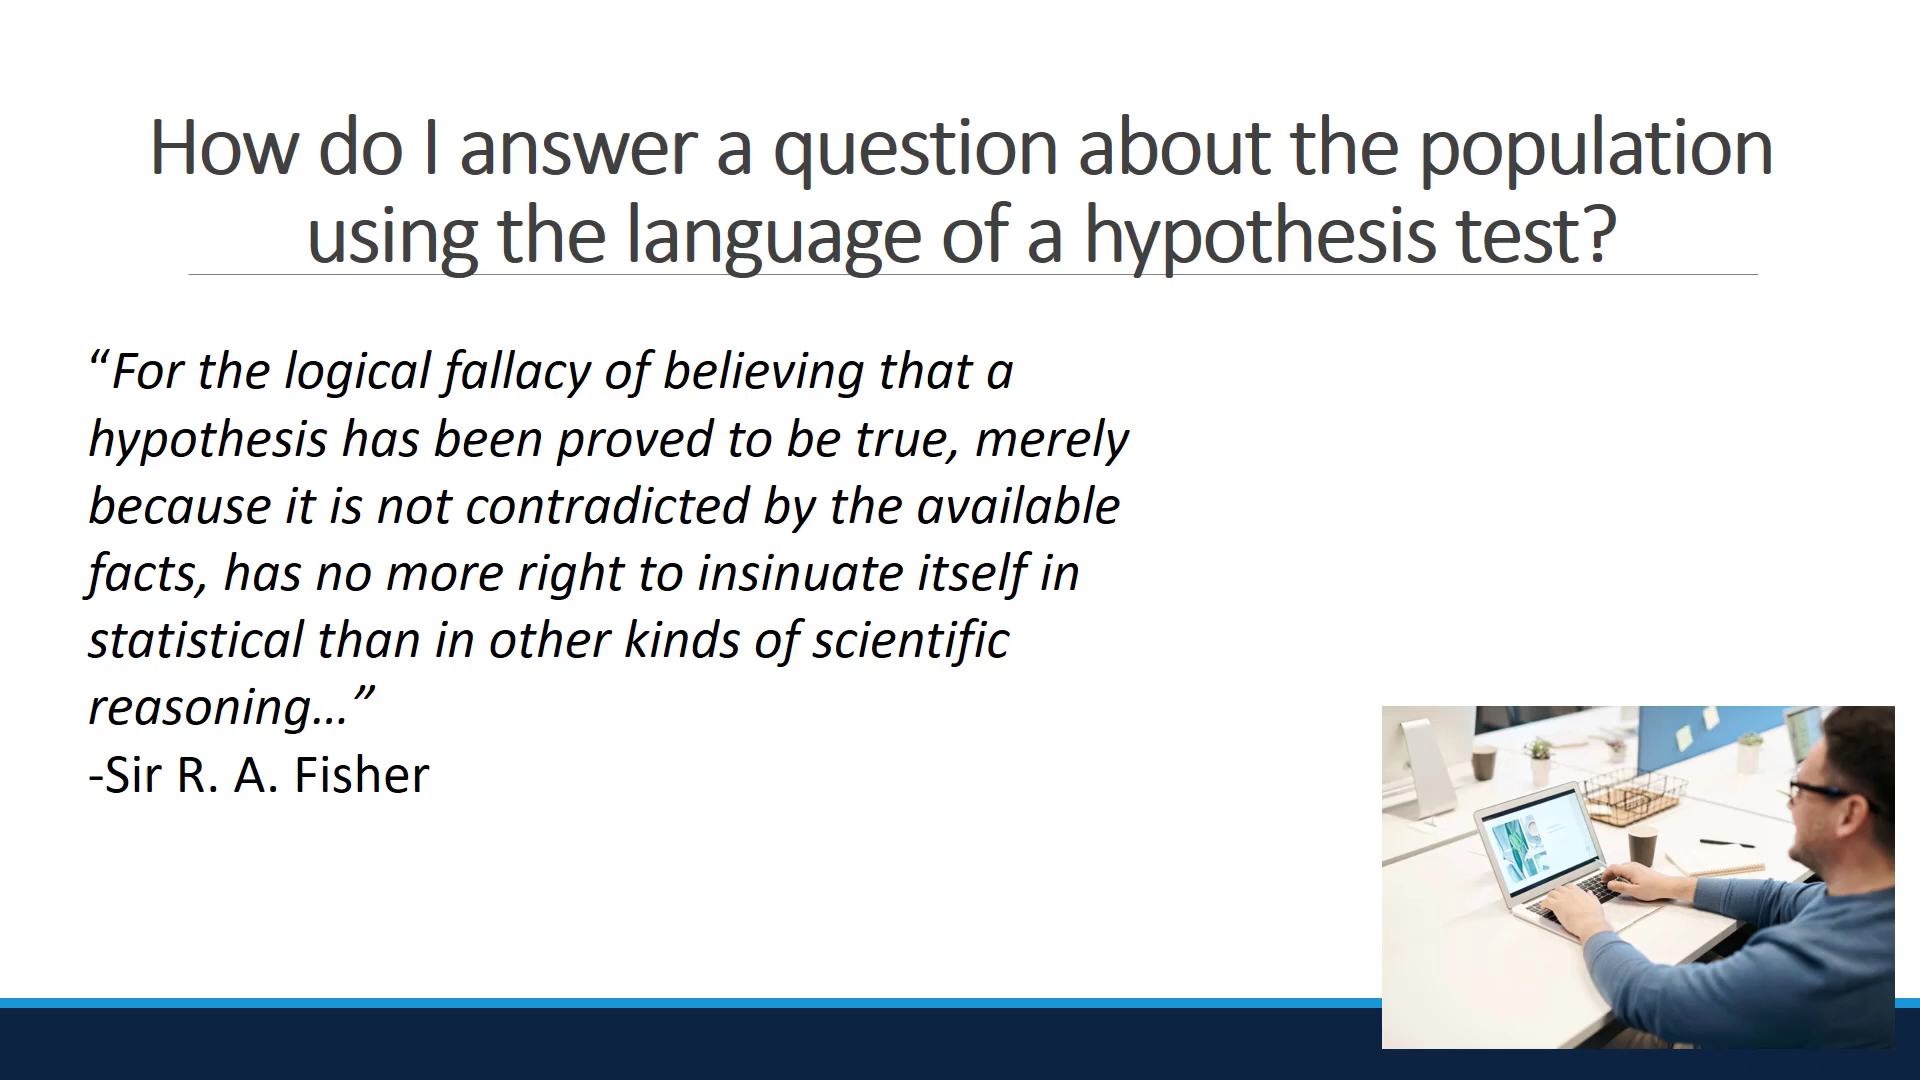 How do I answer a question about the population
using the language of a hypothesis test?
“For the logical fallacy of believing that a
hypothesis has been proved to be true, merely
because it is not contradicted by the available
facts, has no more right to insinuate itself in
statistical than in other kinds of scientific
reasoning…”
-Sir R. A. Fisher